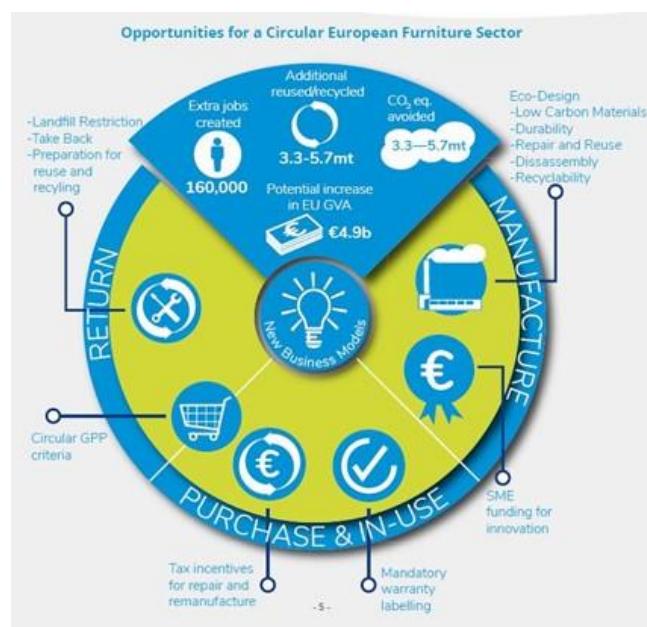 Opportunities for a Circular European Furniture Sector
Extra jobs
created
160,000
Additional
reused/recycled
3.3-5.7mt
CO₂ eq.
avoided
3.3—5.7mt
Potential increase
in EU GVA
€4.9b
€
-Landfill Restriction
-Take Back
-Preparation for
reuse and
recyling
Eco-Design
-Low Carbon Materials
-Durability
-Repair and Reuse
-Dissassembly
-Recyclability
RETURN
MANUFACTURE
New Business Models
€
Circular GPP
criteria
€
PURCHASE & IN-USE
SME
funding for
innovation
Tax incentives
for repair and
remanufacture
Mandatory
warranty
labelling
- 5 -